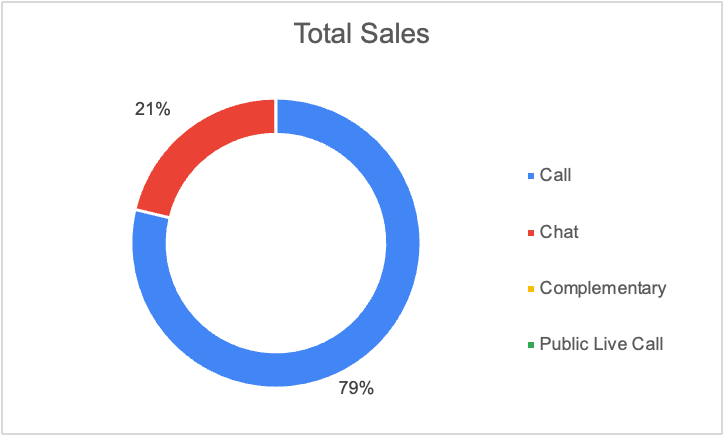 Total Sales
21%
Call
Chat
Complementary
Public Live Call
79%